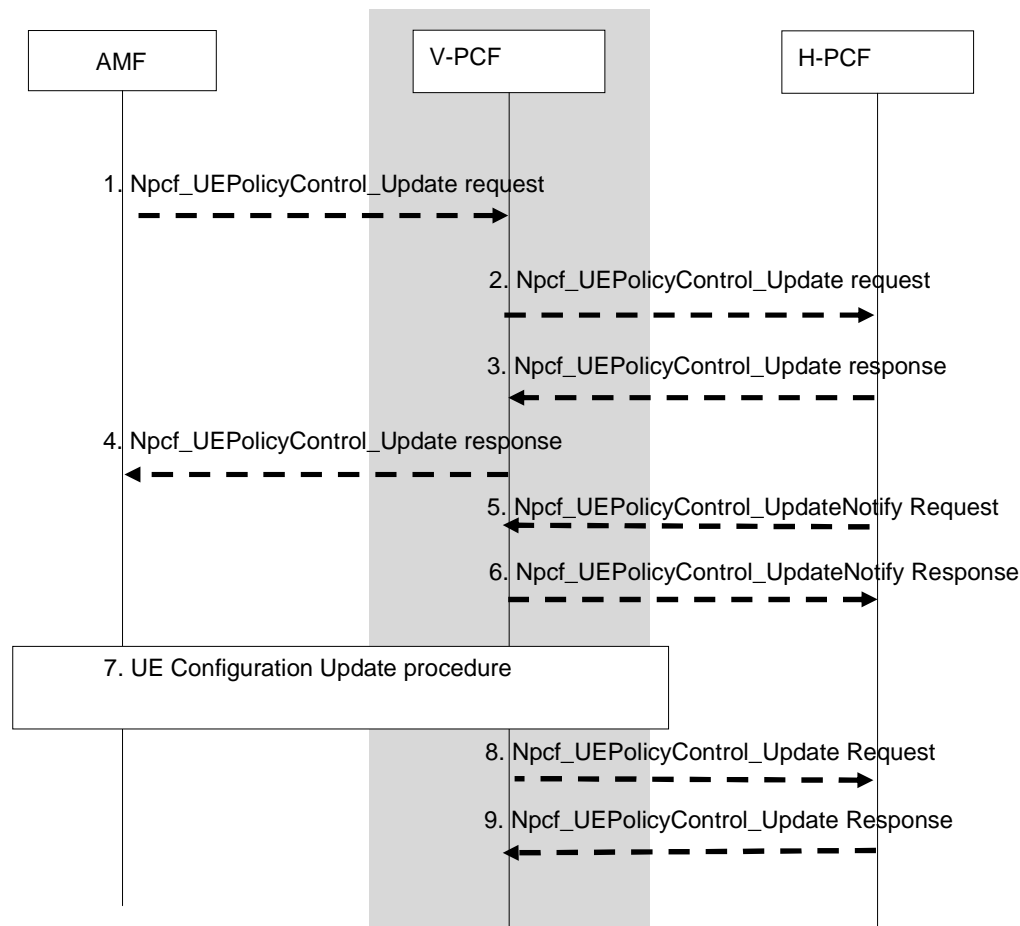 AMF
V-PCF
H-PCF
1. Npcf_UEPolicyControl_Update request
2. Npcf_UEPolicyControl_Update request
3. Npcf_UEPolicyControl_Update response
4. Npcf_UEPolicyControl_Update response
5. Npcf_UEPolicyControl_UpdateNotify Request
6. Npcf_UEPolicyControl_UpdateNotify Response
7. UE Configuration Update procedure
8. Npcf_UEPolicyControl_Update Request
9. Npcf_UEPolicyControl_Update Response